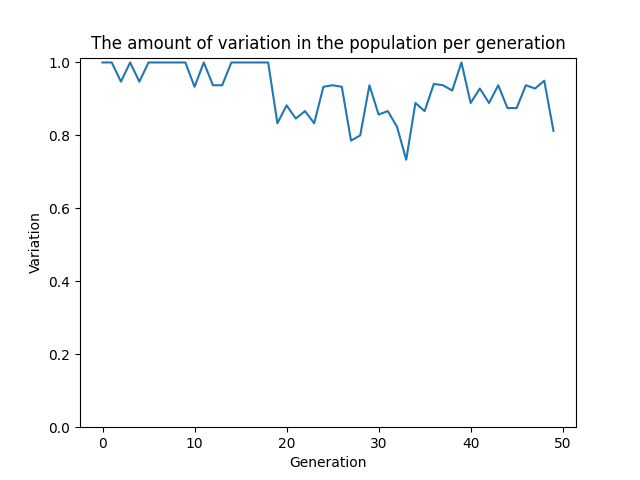 The amount of variation in the population per generation
1.0
0.8
0.6
0.4
0.2
0.0
Variation
0 10 20 30 40 50
Generation